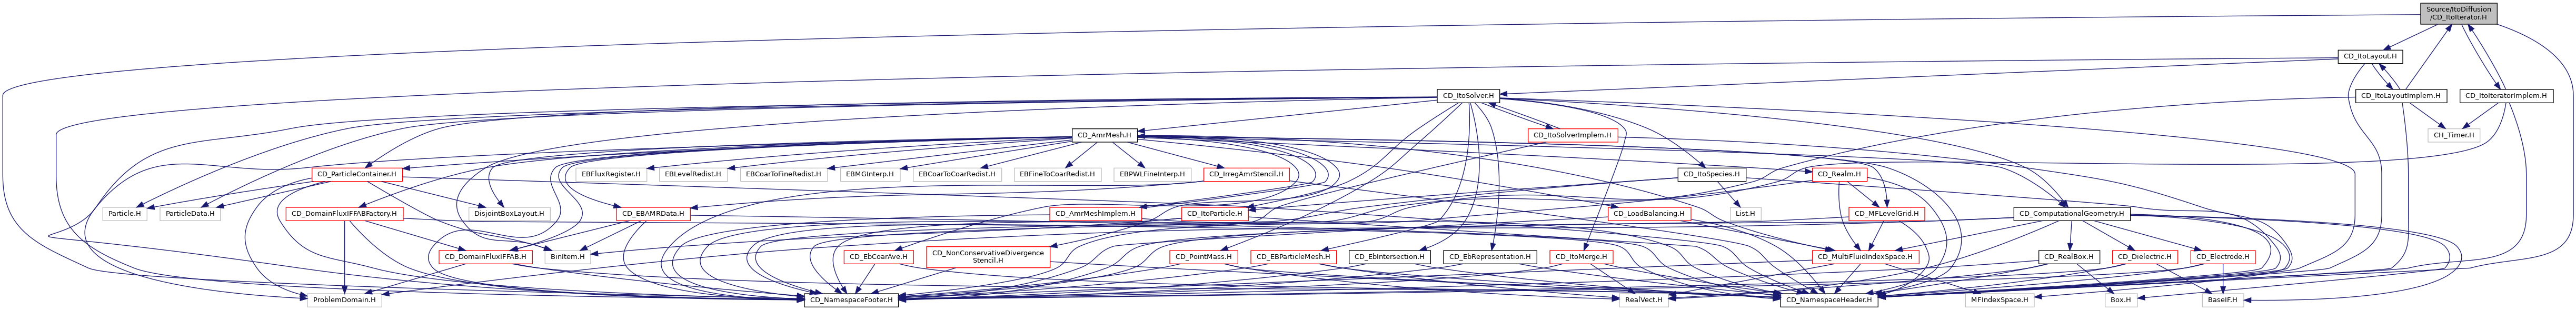 Source/ItoDiffusion
/CD_ItoIterator.H
CD_ItoLayout.H
CD_ItoSolver.H
CD_ItoLayoutImplem.H
CD_ItoIteratorImplem.H
CD_AmrMesh.H
CD_ItoSolverImplem.H
CH_Timer.H
CD_ParticleContainer.H
EBFluxRegister.H
EBLevelRedist.H
EBCoarToFineRedist.H
EBMGInterp.H
EBCoarToCoarRedist.H
EBFineToCoarRedist.H
EBPWLFineInterp.H
CD_IrregAmrStencil.H
CD_ItoSpecies.H
CD_Realm.H
Particle.H
ParticleData.H
CD_DomainFluxIFFABFactory.H
DisjointBoxLayout.H
CD_EBAMRData.H
CD_AmrMeshImplem.H
CD_ItoParticle.H
CD_LoadBalancing.H
List.H
CD_MFLevelGrid.H
CD_ComputationalGeometry.H
CD_DomainFluxIFFAB.H
BinItem.H
CD_EbCoarAve.H
CD_NonConservativeDivergence
Stencil.H
CD_PointMass.H
CD_EBParticleMesh.H
CD_EbIntersection.H
CD_EbRepresentation.H
CD_ItoMerge.H
CD_MultiFluidIndexSpace.H
CD_RealBox.H
CD_Dielectric.H
CD_Electrode.H
ProblemDomain.H
CD_NamespaceFooter.H
RealVect.H
CD_NamespaceHeader.H
MFIndexSpace.H
Box.H
BaseIF.H